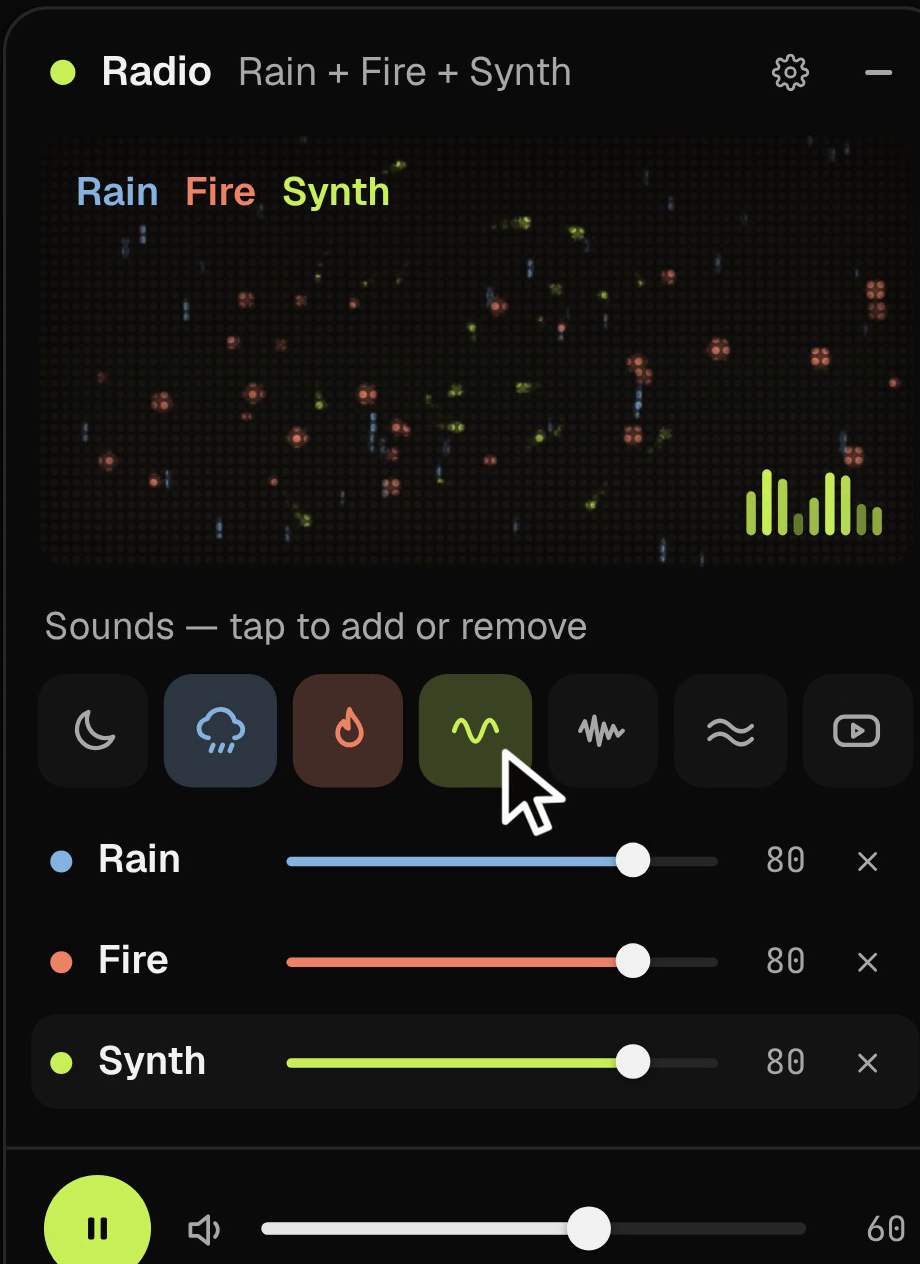 Radio Rain + Fire + Synth
Rain Fire Synth
Sounds — tap to add or remove
Rain 80 ×
Fire 80 ×
Synth 80 ×
60